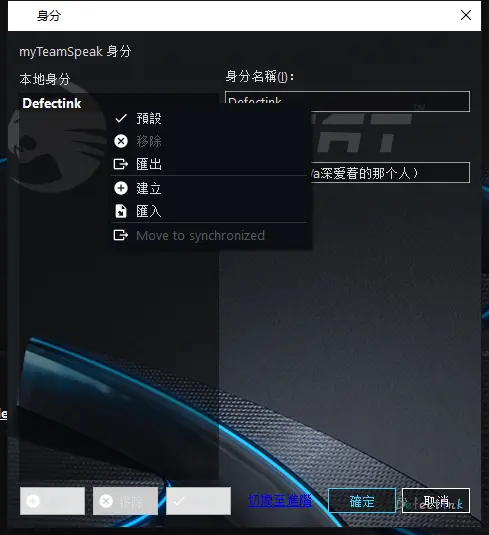 身分
myTeamSpeak 身分
本地身分
身分名稱(I):
Defectink
Defectink
預設
移除
匯出
建立
匯入
Move to synchronized
深爱着的那个人）
移除
切換至進階
確定
取消